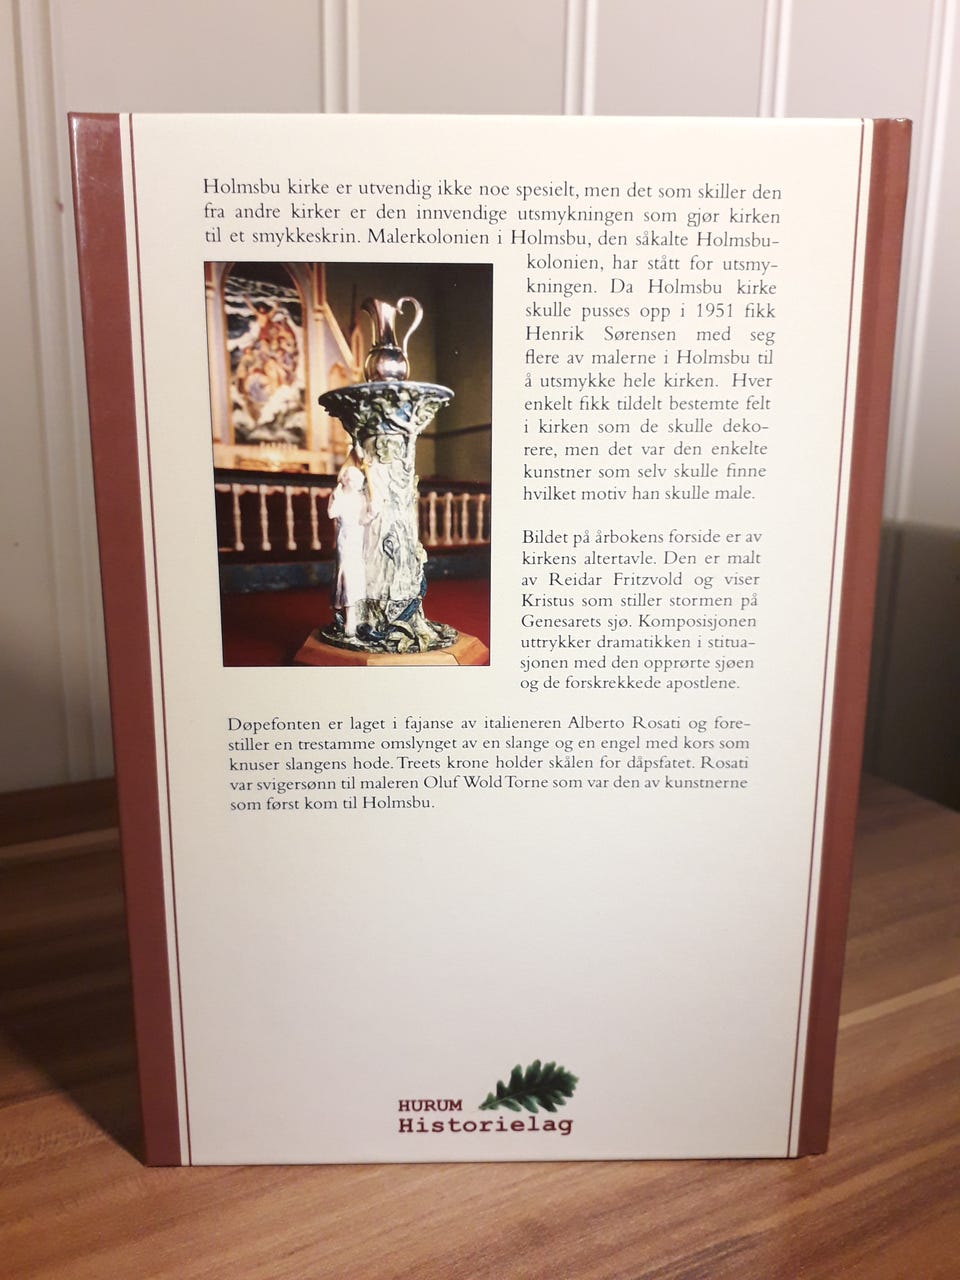 Holmsbu kirke er utvendig ikke noe spesielt, men det som skiller den
fra andre kirker er den innvendige utsmykningen som gjør kirken
til et smykkeskrin. Malerkolonien i Holmsbu, den såkalte Holmsbu-
kolonien, har stått for utsmy-
kningen. Da Holmsbu kirke
skulle pusses opp i 1951 fikk
Henrik Sørensen med seg
flere av malerne i Holmsbu til
å utsmykke hele kirken. Hver
enkelt fikk tildelt bestemte felt
i kirken som de skulle deko-
rere, men det var den enkelte
kunstner som selv skulle finne
hvilket motiv han skulle male.
Bildet på årbokens forside er av
kirkens altertavle. Den er malt
av Reidar Fritzvold og viser
Kristus som stiller stormen på
Genesarets sjø. Komposisjonen
uttrykker dramatikken i stitua-
sjonen med den opprørte sjøen
og de forskrekkede apostlene.
Døpefonten er laget i fajanse av italieneren Alberto Rosati og fore-
stiller en trestamme omslynget av en slange og en engel med kors som
knuser slangens hode. Treets krone holder skålen for dåpsfatet. Rosati
var svigersønn til maleren Oluf Wold Torne som var den av kunstnerne
som først kom til Holmsbu.
HURUM
Historielag